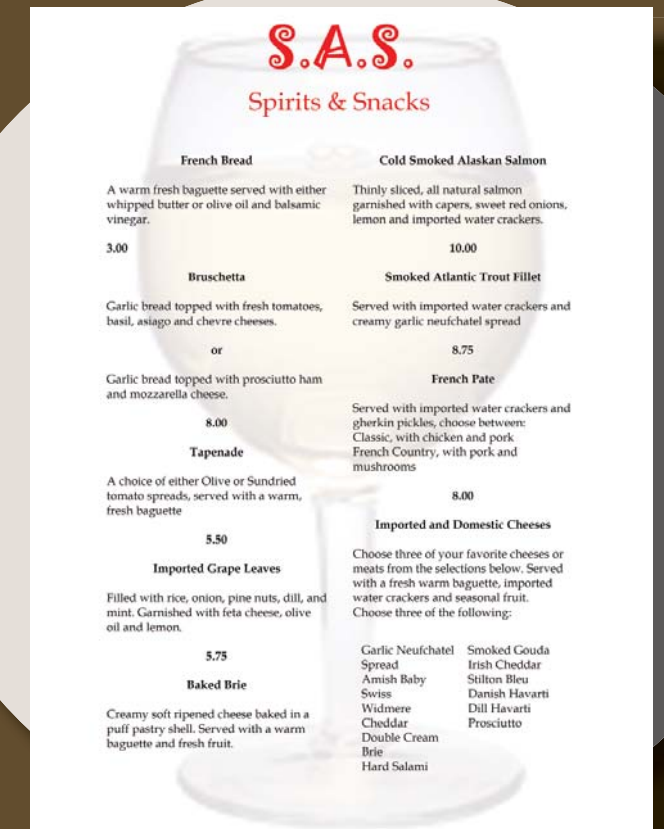 S.A.S.
Spirits & Snacks
French Bread
A warm fresh baguette served with either
whipped butter or olive oil and balsamic
vinegar.
3.00
Bruschetta
Garlic bread topped with fresh tomatoes,
basil, asiago and chevre cheeses.
or
Garlic bread topped with prosciutto ham
and mozzarella cheese.
8.00
Tapenade
A choice of either Olive or Sundried
tomato spreads, served with a warm,
fresh baguette
5.50
Imported Grape Leaves
Filled with rice, onion, pine nuts, dill, and
mint. Garnished with feta cheese, olive
oil and lemon.
5.75
Baked Brie
Creamy soft ripened cheese baked in a
puff pastry shell. Served with a warm
baguette and fresh fruit.
Cold Smoked Alaskan Salmon
Thinly sliced, all natural salmon
garnished with capers, sweet red onions,
lemon and imported water crackers.
10.00
Smoked Atlantic Trout Fillet
Served with imported water crackers and
creamy garlic neufchatel spread
8.75
French Pate
Served with imported water crackers and
gherkin pickles, choose between:
Classic, with chicken and pork
French Country, with pork and
mushrooms
8.00
Imported and Domestic Cheeses
Choose three of your favorite cheeses or
meats from the selections below. Served
with a fresh warm baguette, imported
water crackers and seasonal fruit.
Choose three of the following:
Garlic Neufchatel
Spread
Amish Baby
Swiss
Widmere
Cheddar
Double Cream
Brie
Hard Salami
Smoked Gouda
Irish Cheddar
Stilton Bleu
Danish Havarti
Dill Havarti
Prosciutto